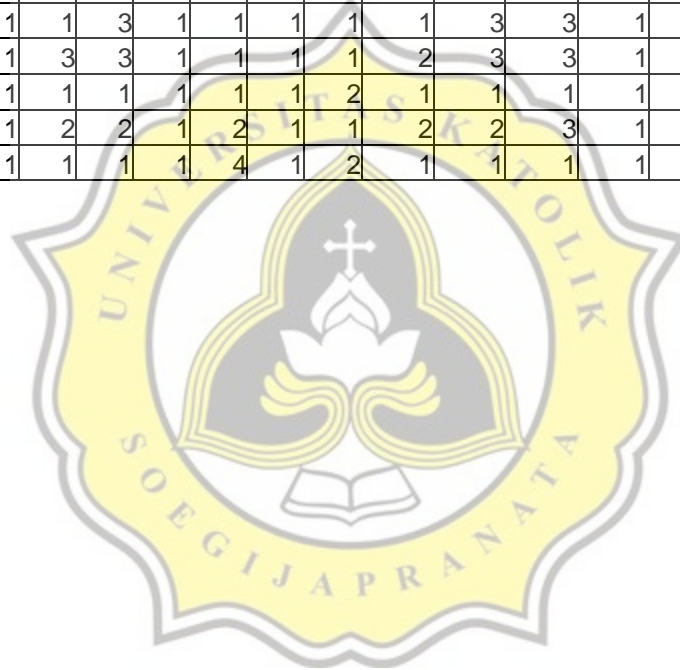 1 1 3 1 1 1 1 1 3 3 1
1 3 3 1 1 1 1 2 3 3 1
1 1 1 1 1 1 2 1 1 1 1
1 2 2 1 2 1 1 2 2 3 1
1 1 1 1 4 1 2 1 1 1 1
UNIVERSITAS KATOLIK
SOEGIJAPRANATA